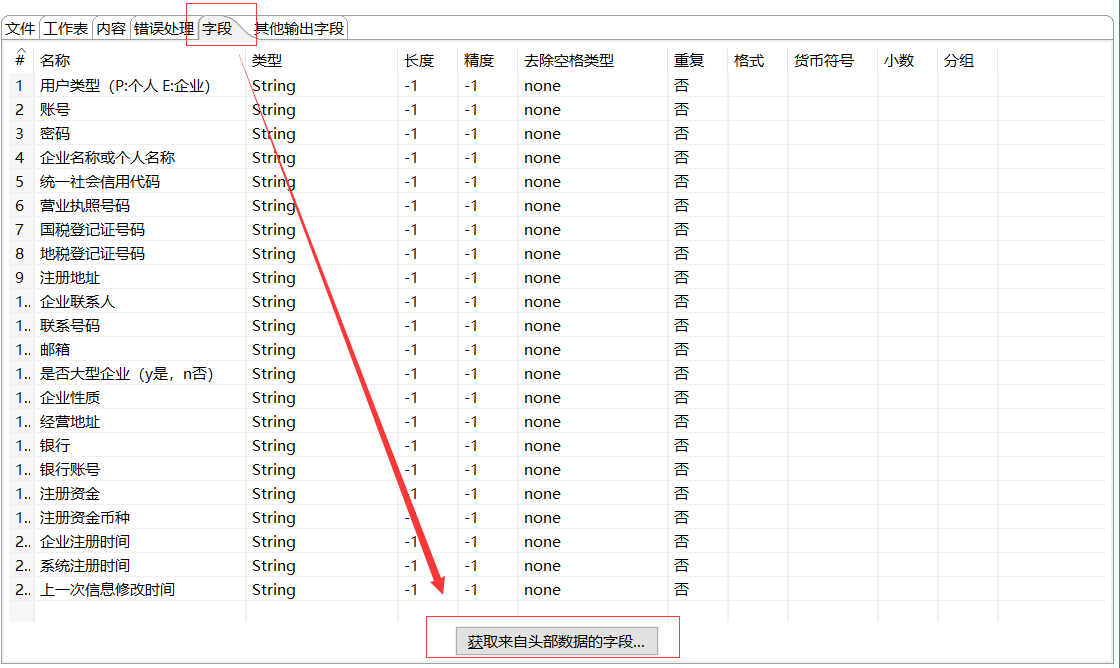 文件 工作表 内容 错误处理 字段 其他输出字段
# 名称 类型 长度 精度 去除空格类型 重复 格式 货币符号 小数 分组
1 用户类型（P:个人 E:企业） String -1 -1 none 否
2 账号 String -1 -1 none 否
3 密码 String -1 -1 none 否
4 企业名称或个人名称 String -1 -1 none 否
5 统一社会信用代码 String -1 -1 none 否
6 营业执照号码 String -1 -1 none 否
7 国税登记证号码 String -1 -1 none 否
8 地税登记证号码 String -1 -1 none 否
9 注册地址 String -1 -1 none 否
1.. 企业联系人 String -1 -1 none 否
1.. 联系号码 String -1 -1 none 否
1.. 邮箱 String -1 -1 none 否
1.. 是否大型企业（y是，n否） String -1 -1 none 否
1.. 企业性质 String -1 -1 none 否
1.. 经营地址 String -1 -1 none 否
1.. 银行 String -1 -1 none 否
1.. 银行账号 String -1 -1 none 否
1.. 注册资金 String -1 -1 none 否
1.. 注册资金币种 String -1 -1 none 否
2.. 企业注册时间 String -1 -1 none 否
2.. 系统注册时间 String -1 -1 none 否
2.. 上一次信息修改时间 String -1 -1 none 否
获取来自头部数据的字段...